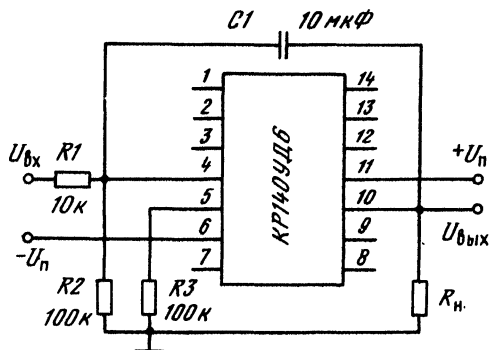 C1 10 мкФ
1 14
2 13
3 12
4 11
5 10
6 9
7 8
КР140УД6
Uвх R1
10к
+Uп
Uвых
-Uп
R2 R3
100к 100к
Rн.